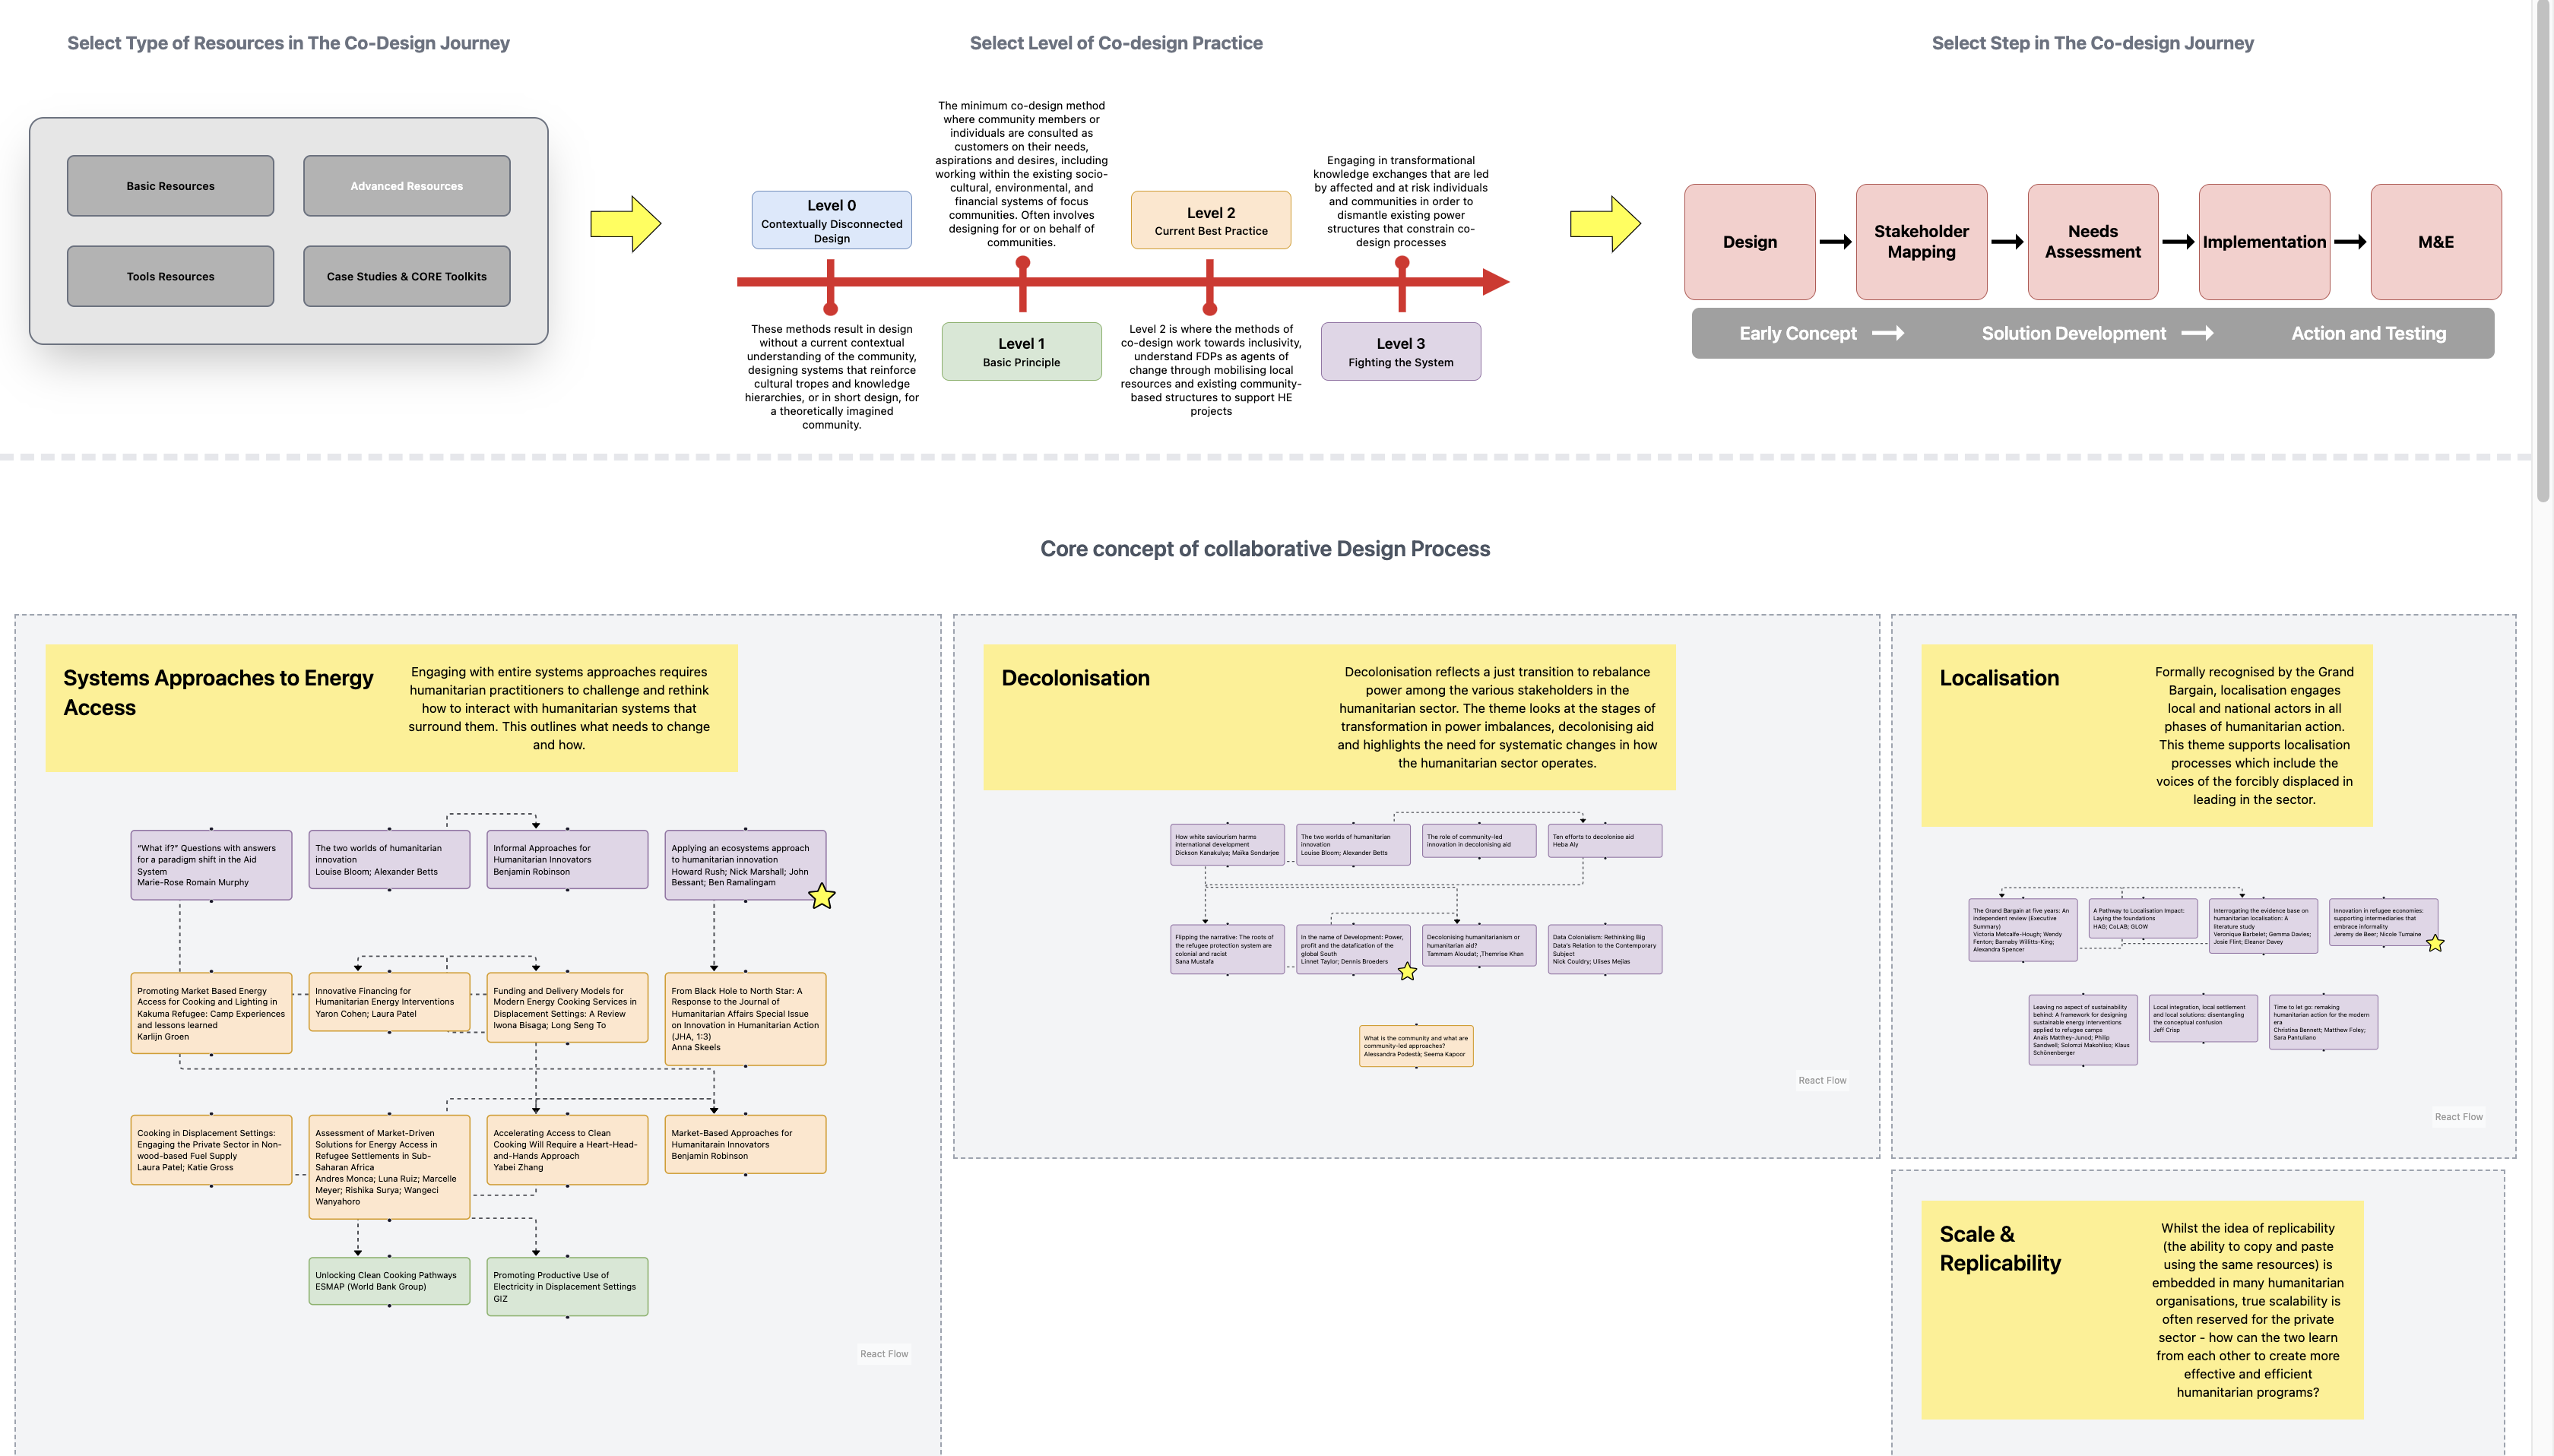 Select Type of Resources in The Co-Design Journey
Basic Resources
Advanced Resources
Tools Resources
Case Studies & CORE Toolkits
Select Level of Co-design Practice
Level 0
Contextually Disconnected
Design
These methods result in design
without a current contextual
understanding of the community,
designing systems that reinforce
cultural tropes and knowledge
hierarchies, or in short design, for
a theoretically imagined
community.
The minimum co-design method
where community members or
individuals are consulted as
customers on their needs,
aspirations and desires, including
working within the existing socio-
cultural, environmental, and
financial systems of focus
communities. Often involves
designing for or on behalf of
communities.
Level 1
Basic Principle
Level 2
Current Best Practice
Level 2 is where the methods of
co-design work towards inclusivity,
understand FDPs as agents of
change through mobilising local
resources and existing community-
based structures to support HE
projects
Engaging in transformational
knowledge exchanges that are led
by affected and at risk individuals
and communities in order to
dismantle existing power
structures that constrain co-
design processes
Level 3
Fighting the System
Select Step in The Co-design Journey
Design
Stakeholder
Mapping
Needs
Assessment
Implementation
M&E
Early Concept
Solution Development
Action and Testing
Core concept of collaborative Design Process
Systems Approaches to Energy
Access
Engaging with entire systems approaches requires
humanitarian practitioners to challenge and rethink
how to interact with humanitarian systems that
surround them. This outlines what needs to change
and how.
"What if?" Questions with answers
for a paradigm shift in the Aid
System
Marie-Rose Romain Murphy
The two worlds of humanitarian
innovation
Louise Bloom; Alexander Betts
Informal Approaches for
Humanitarian Innovators
Benjamin Robinson
Applying an ecosystems approach
to humanitarian innovation
Howard Rush; Nick Marshall; John
Bessant; Ben Ramalingam
Promoting Market Based Energy
Access for Cooking and Lighting in
Kakuma Refugee: Camp Experiences
and lessons learned
Karlijn Groen
Innovative Financing for
Humanitarian Energy Interventions
Yaron Cohen; Laura Patel
Funding and Delivery Models for
Modern Energy Cooking Services in
Displacement Settings: A Review
Iwona Bisaga; Long Seng To
From Black Hole to North Star: A
Response to the Journal of
Humanitarian Affairs Special Issue
on Innovation in Humanitarian Action
(JHA, 1:3)
Anna Skeels
Cooking in Displacement Settings:
Engaging the Private Sector in Non-
wood-based Fuel Supply
Laura Patel; Katie Gross
Assessment of Market-Driven
Solutions for Energy Access in
Refugee Settlements in Sub-
Saharan Africa
Andres Monca; Luna Ruiz; Marcelle
Meyer; Rishika Surya; Wangeci
Wanyahoro
Accelerating Access to Clean
Cooking Will Require a Heart-Head-
and-Hands Approach
Yabei Zhang
Market-Based Approaches for
Humanitarain Innovators
Benjamin Robinson
Unlocking Clean Cooking Pathways
ESMAP (World Bank Group)
Promoting Productive Use of
Electricity in Displacement Settings
GIZ
React Flow
Decolonisation
Decolonisation reflects a just transition to rebalance
power among the various stakeholders in the
humanitarian sector. The theme looks at the stages of
transformation in power imbalances, decolonising aid
and highlights the need for systematic changes in how
the humanitarian sector operates.
How white saviourism harms
international development
Dickson Kanakulya; Maïka Sondarjee
The two worlds of humanitarian
innovation
Louise Bloom; Alexander Betts
The role of community-led
innovation in decolonising aid
Ten efforts to decolonise aid
Heba Aly
Flipping the narrative: The roots of
the refugee protection system are
colonial and racist
Sana Mustafa
In the name of Development: Power,
profit and the datafication of the
global South
Linnet Taylor; Dennis Broeders
Decolonising humanitarianism or
humanitarian aid?
Tammam Aloudat; ,Themrise Khan
Data Colonialism: Rethinking Big
Data's Relation to the Contemporary
Subject
Nick Couldry; Ulises Mejias
What is the community and what are
community-led approaches?
Alessandra Podestà; Seema Kapoor
React Flow
Localisation
Formally recognised by the Grand
Bargain, localisation engages
local and national actors in all
phases of humanitarian action.
This theme supports localisation
processes which include the
voices of the forcibly displaced in
leading in the sector.
The Grand Bargain at five years: An
independent review (Executive
Summary)
Victoria Metcalfe-Hough; Wendy
Fenton; Barnaby Willitts-King;
Alexandra Spencer
A Pathway to Localisation Impact:
Laying the foundations
HAG; CoLAB; GLOW
Interrogating the evidence base on
humanitarian localisation: A
literature study
Veronique Barbelet; Gemma Davies;
Josie Flint; Eleanor Davey
Innovation in refugee economies:
supporting intermediaries that
embrace informality
Jeremy de Beer; Nicole Tumaine
Leaving no aspect of sustainability
behind: A framework for designing
sustainable energy interventions
applied to refugee camps
Anaïs Matthey-Junod; Philip
Sandwell; Solomzi Makohliso; Klaus
Schönenberger
Local integration, local settlement
and local solutions: disentangling
the conceptual confusion
Jeff Crisp
Time to let go: remaking
humanitarian action for the modern
era
Christina Bennett; Matthew Foley;
Sara Pantuliano
React Flow
Scale &
Replicability
Whilst the idea of replicability
(the ability to copy and paste
using the same resources) is
embedded in many humanitarian
organisations, true scalability is
often reserved for the private
sector - how can the two learn
from each other to create more
effective and efficient
humanitarian programs?